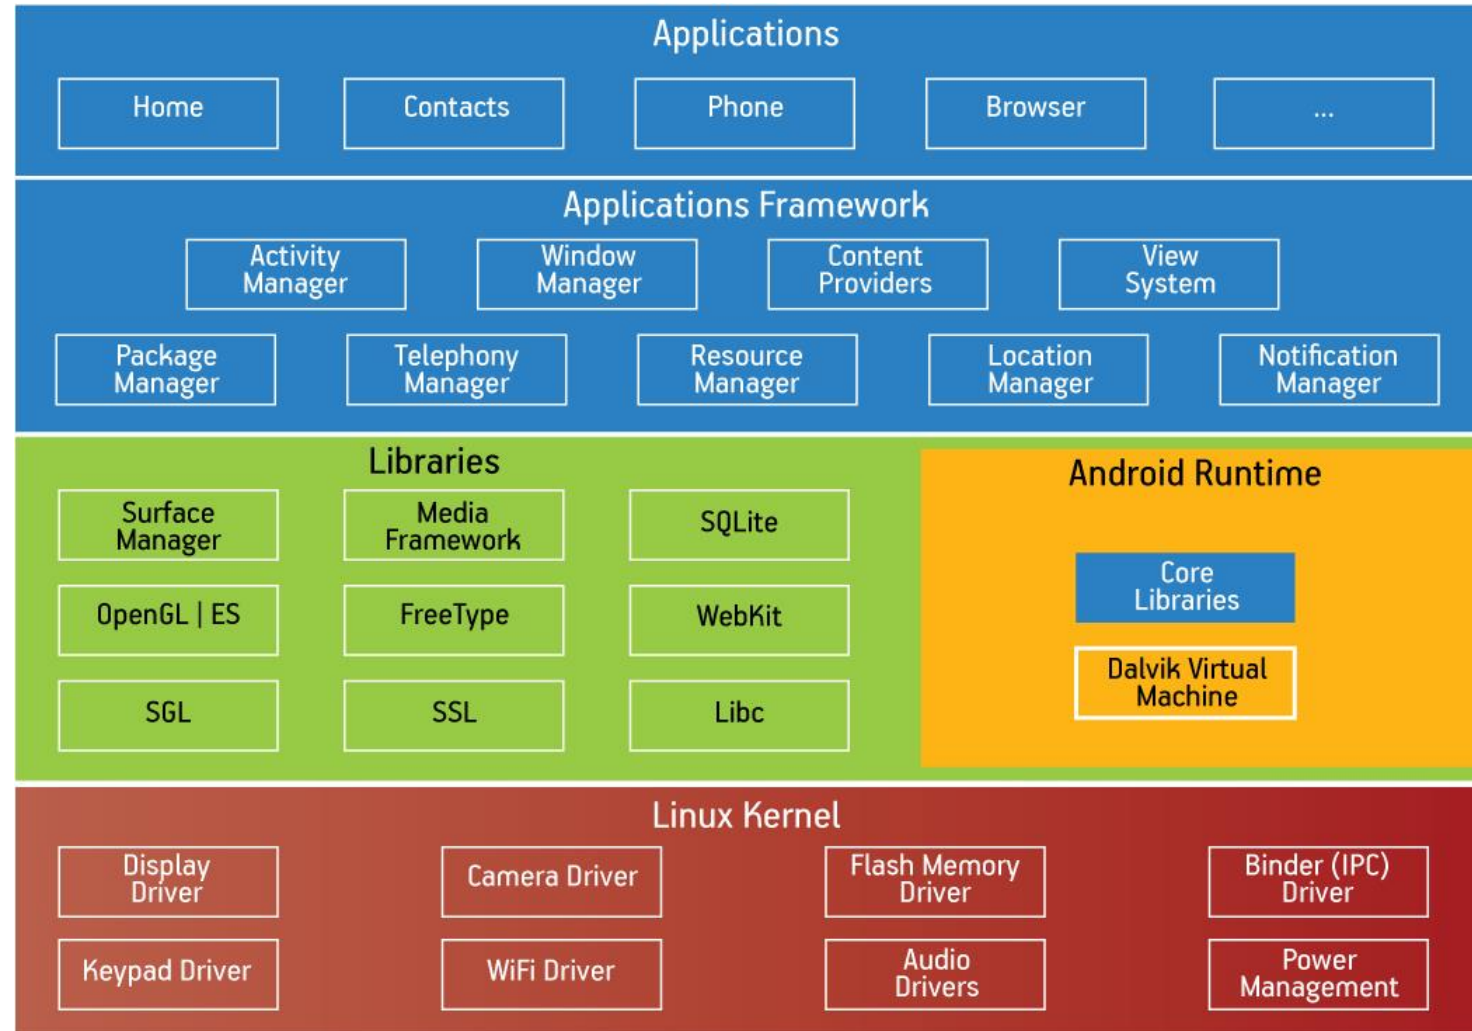 Applications
Home
Contacts
Phone
Browser
...
Applications Framework
Activity
Manager
Window
Manager
Content
Providers
View
System
Package
Manager
Telephony
Manager
Resource
Manager
Location
Manager
Notification
Manager
Libraries
Surface
Manager
Media
Framework
SQLite
OpenGL | ES
FreeType
WebKit
SGL
SSL
Libc
Android Runtime
Core
Libraries
Dalvik Virtual
Machine
Linux Kernel
Display
Driver
Camera Driver
Flash Memory
Driver
Binder (IPC)
Driver
Keypad Driver
WiFi Driver
Audio
Drivers
Power
Management